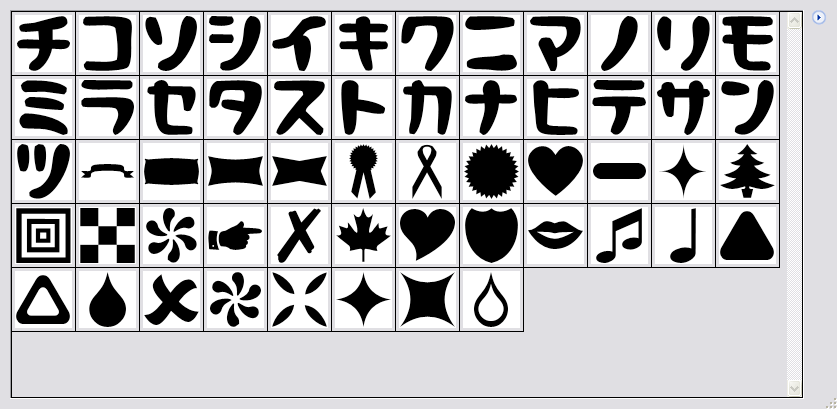 チ コ ソ シ イ キ ク ニ マ ノ リ モ
ミ ラ セ タ ス ト カ ナ ヒ テ サ ン
ツ